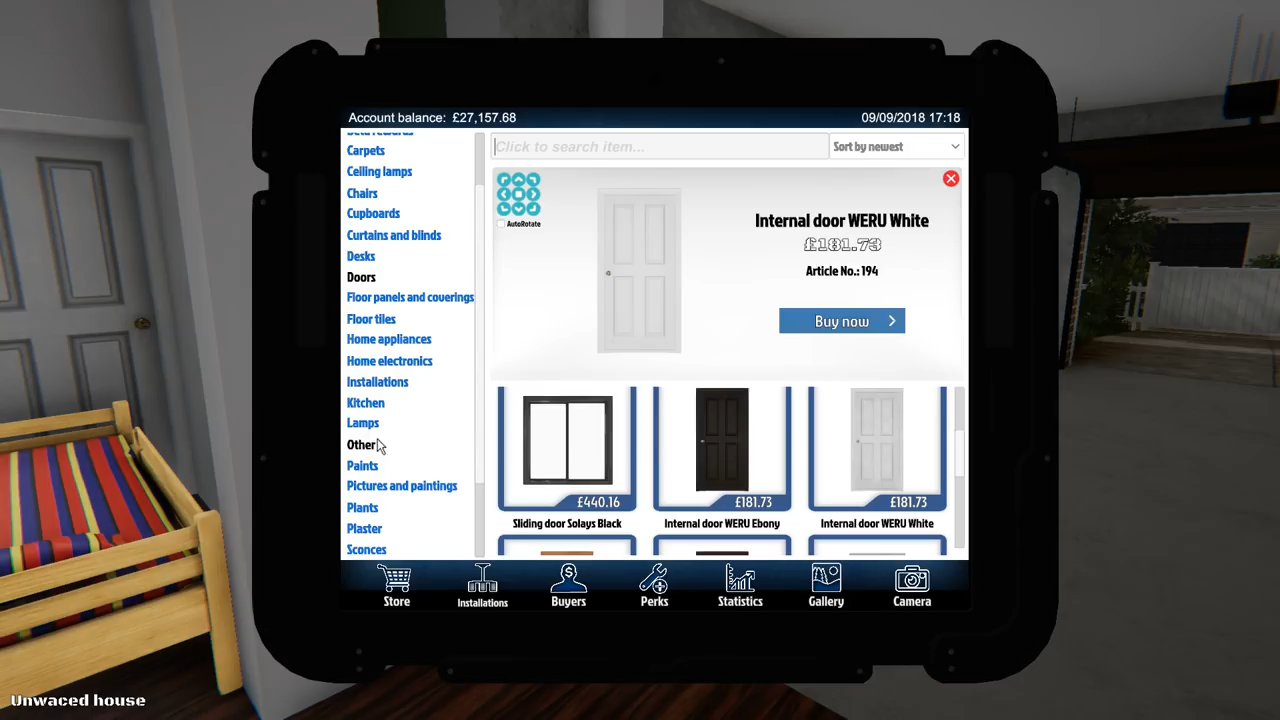 Account balance: £27,157.68
09/09/2018 17:18
Beta rewards
Carpets
Ceiling lamps
Chairs
Cupboards
Curtains and blinds
Desks
Doors
Floor panels and coverings
Floor tiles
Home appliances
Home electronics
Installations
Kitchen
Lamps
Other
Paints
Pictures and paintings
Plants
Plaster
Sconces
Click to search item...
Sort by newest
AutoRotate
Internal door WERU White
£181.73
Article No.: 194
Buy now
£440.16
£181.73
£181.73
Sliding door Solays Black
Internal door WERU Ebony
Internal door WERU White
Store
Installations
Buyers
Perks
Statistics
Gallery
Camera
Unwaced house